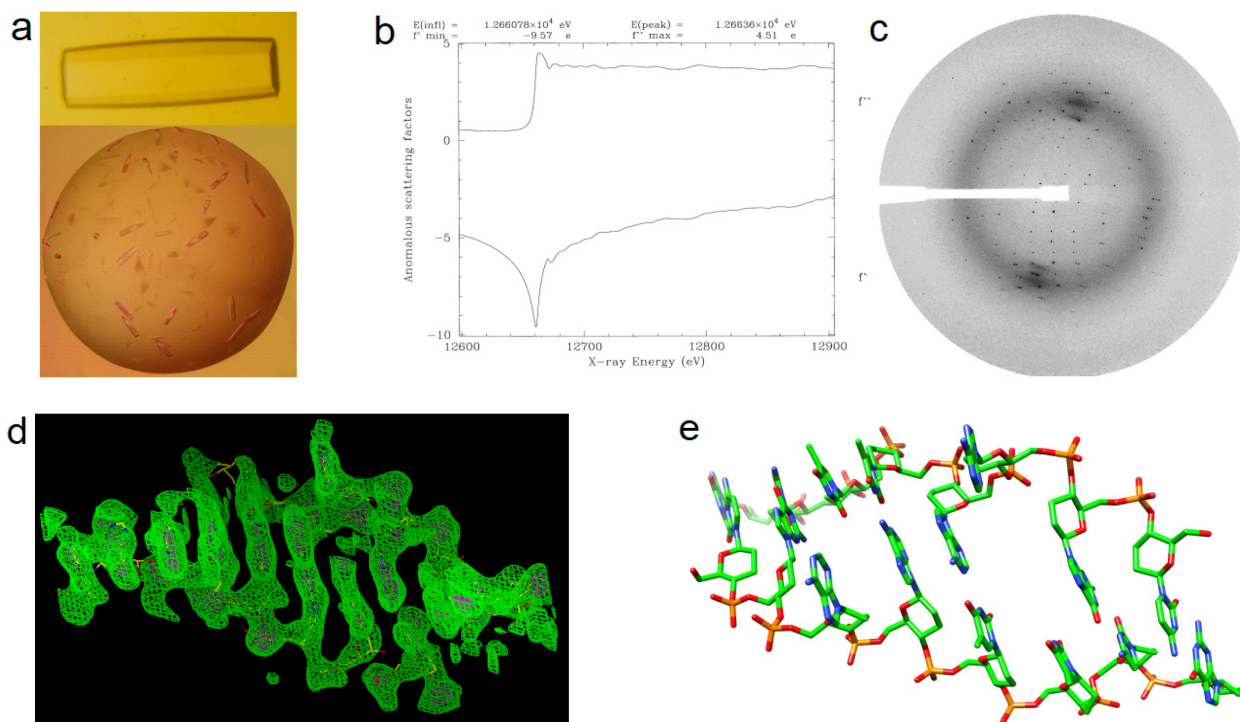 a
b
c
d
e
E(infl) = 1.266078×10⁴ eV E(peak) = 1.26636×10⁴ eV
f` min = −9.57 e f`` max = 4.51 e
Anomalous scattering factors
5
0
−5
−10
12600 12700 12800 12900
X-ray Energy (eV)
f``
f`